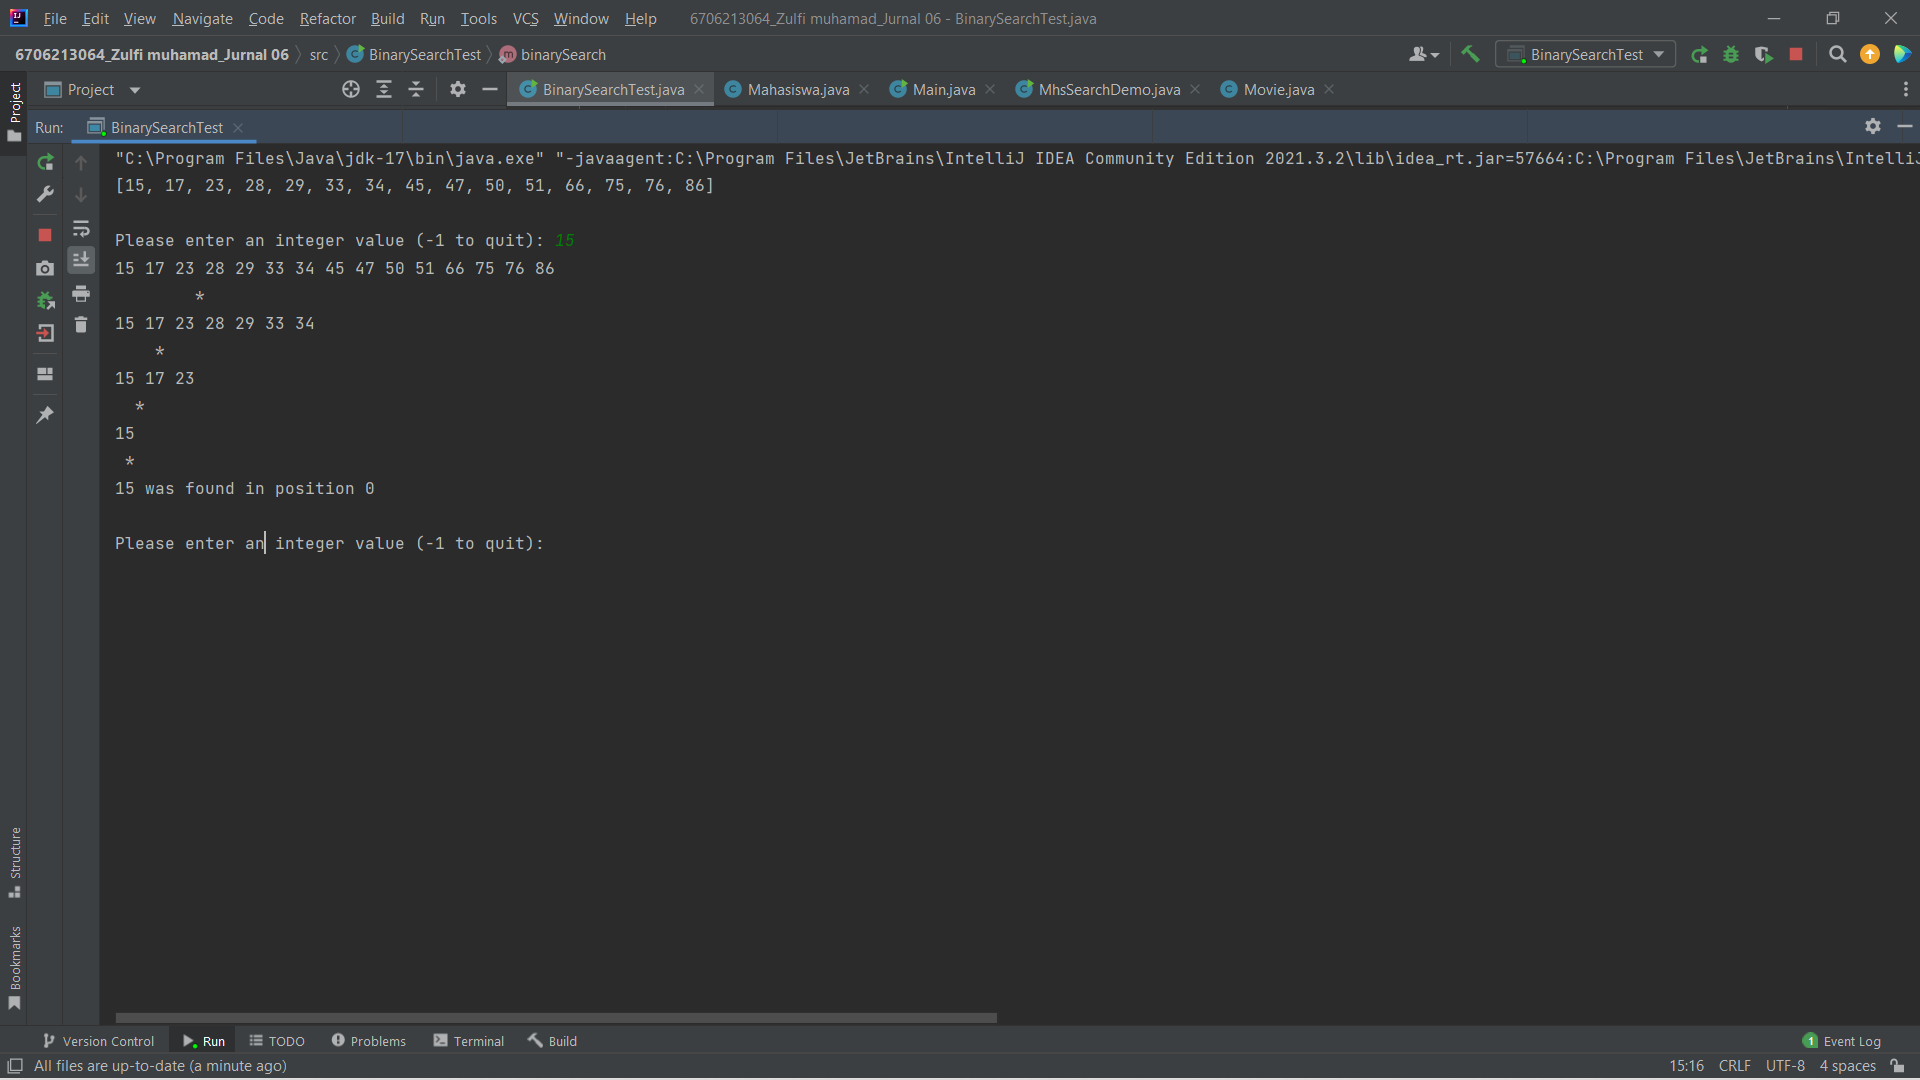 File Edit View Navigate Code Refactor Build Run Tools VCS Window Help 6706213064_Zulfi muhamad_Jurnal 06 - BinarySearchTest.java
6706213064_Zulfi muhamad_Jurnal 06 src BinarySearchTest m binarySearch BinarySearchTest
Project Project BinarySearchTest.java Mahasiswa.java Main.java MhsSearchDemo.java Movie.java
Run: BinarySearchTest
"C:\Program Files\Java\jdk-17\bin\java.exe" "-javaagent:C:\Program Files\JetBrains\IntelliJ IDEA Community Edition 2021.3.2\lib\idea_rt.jar=57664:C:\Program Files\JetBrains\IntelliJ
[15, 17, 23, 28, 29, 33, 34, 45, 47, 50, 51, 66, 75, 76, 86]
Please enter an integer value (-1 to quit): 15
15 17 23 28 29 33 34 45 47 50 51 66 75 76 86
*
15 17 23 28 29 33 34
*
15 17 23
*
15
*
15 was found in position 0
Please enter an integer value (-1 to quit):
Structure
Bookmarks
Version Control Run TODO Problems Terminal Build 1 Event Log
All files are up-to-date (a minute ago) 15:16 CRLF UTF-8 4 spaces